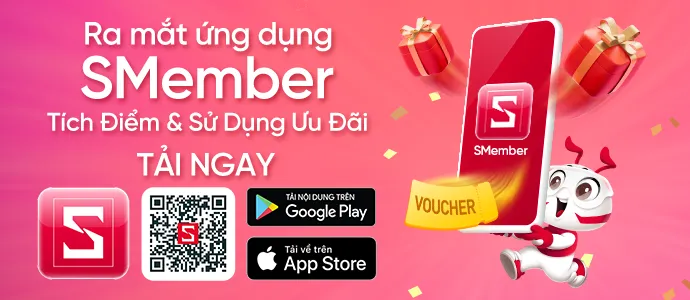 Ra mắt ứng dụng
SMember
Tích Điểm & Sử Dụng Ưu Đãi
TẢI NGAY
S
S
TẢI NỘI DUNG TRÊN
Google Play
Tải về trên
App Store
S
SMember
VOUCHER